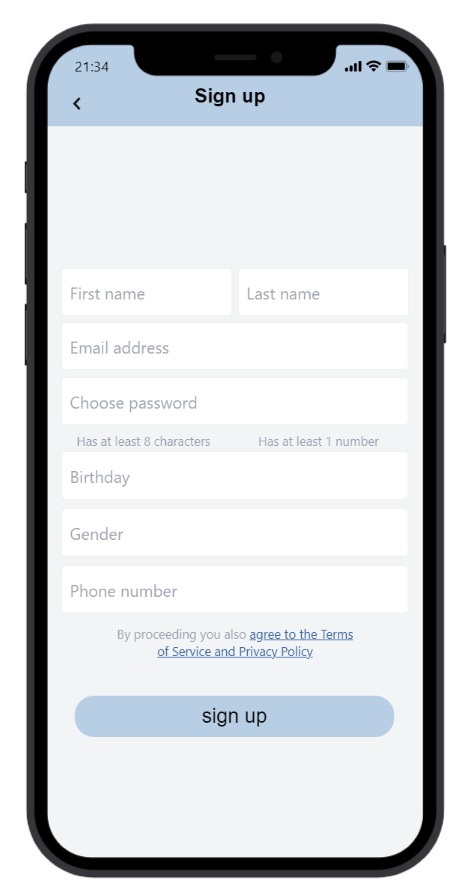 21:34
Sign up
First name Last name
Email address
Choose password
Has at least 8 characters Has at least 1 number
Birthday
Gender
Phone number
By proceeding you also agree to the Terms
of Service and Privacy Policy
sign up